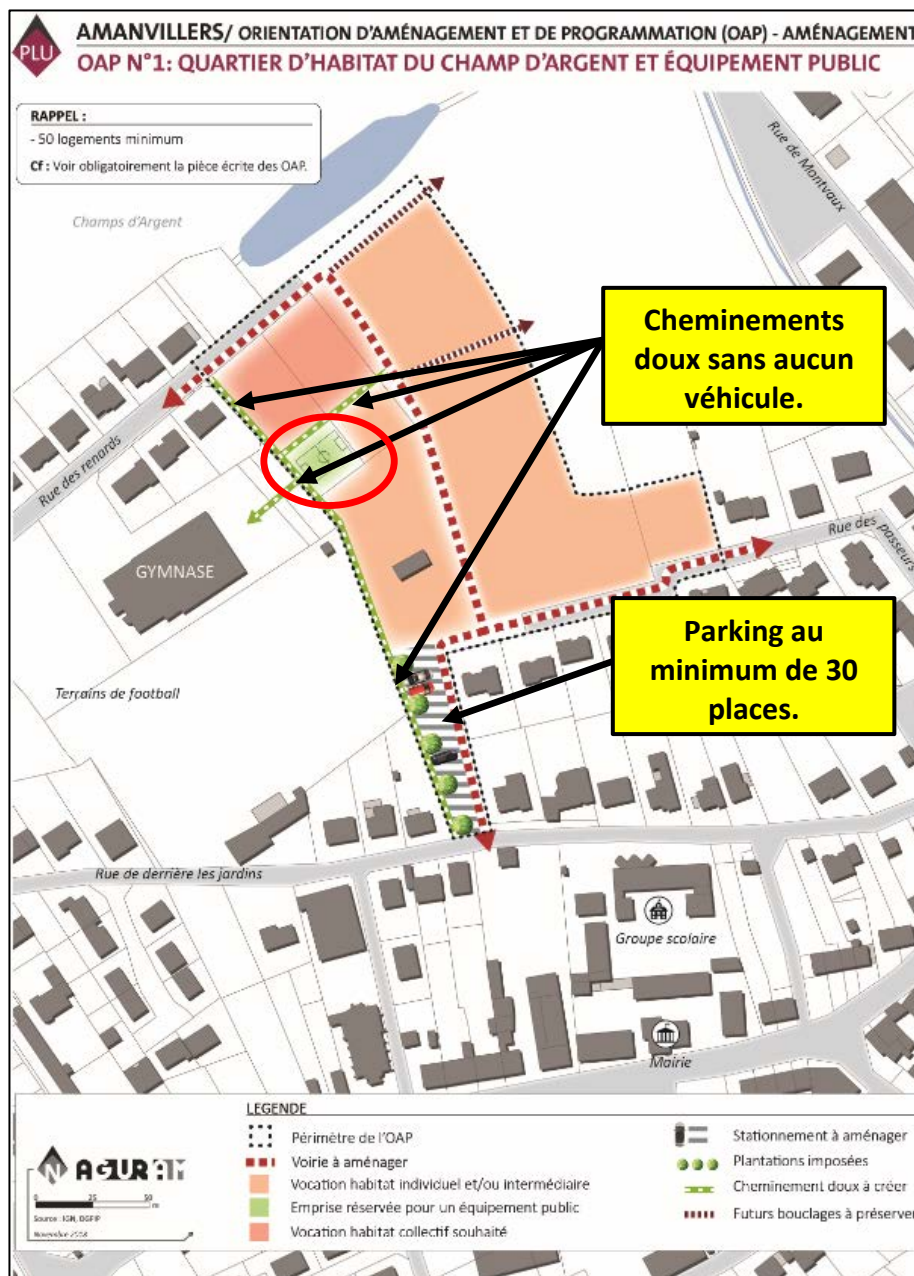 PLU
AMANVILLERS/ ORIENTATION D'AMÉNAGEMENT ET DE PROGRAMMATION (OAP) - AMÉNAGEMENT
OAP N°1: QUARTIER D'HABITAT DU CHAMP D'ARGENT ET ÉQUIPEMENT PUBLIC
RAPPEL :
- 50 logements minimum
Cf : Voir obligatoirement la pièce écrite des OAP.
Rue de Montvaux
Champs d'Argent
Cheminements
doux sans aucun
véhicule.
Rue des renards
GYMNASE
Rue des passeurs
Parking au
minimum de 30
places.
Terrains de football
Rue de derrière les jardins
Groupe scolaire
Mairie
LEGENDE
Périmètre de l'OAP
Voirie à aménager
Vocation habitat individuel et/ou intermédiaire
Emprise réservée pour un équipement public
Vocation habitat collectif souhaité
Stationnement à aménager
Plantations imposées
Cheminement doux à créer
Futurs bouclages à préserver
N AGURAM
0 25 50
m
Source : IGN, DGFIP
Novembre 2018